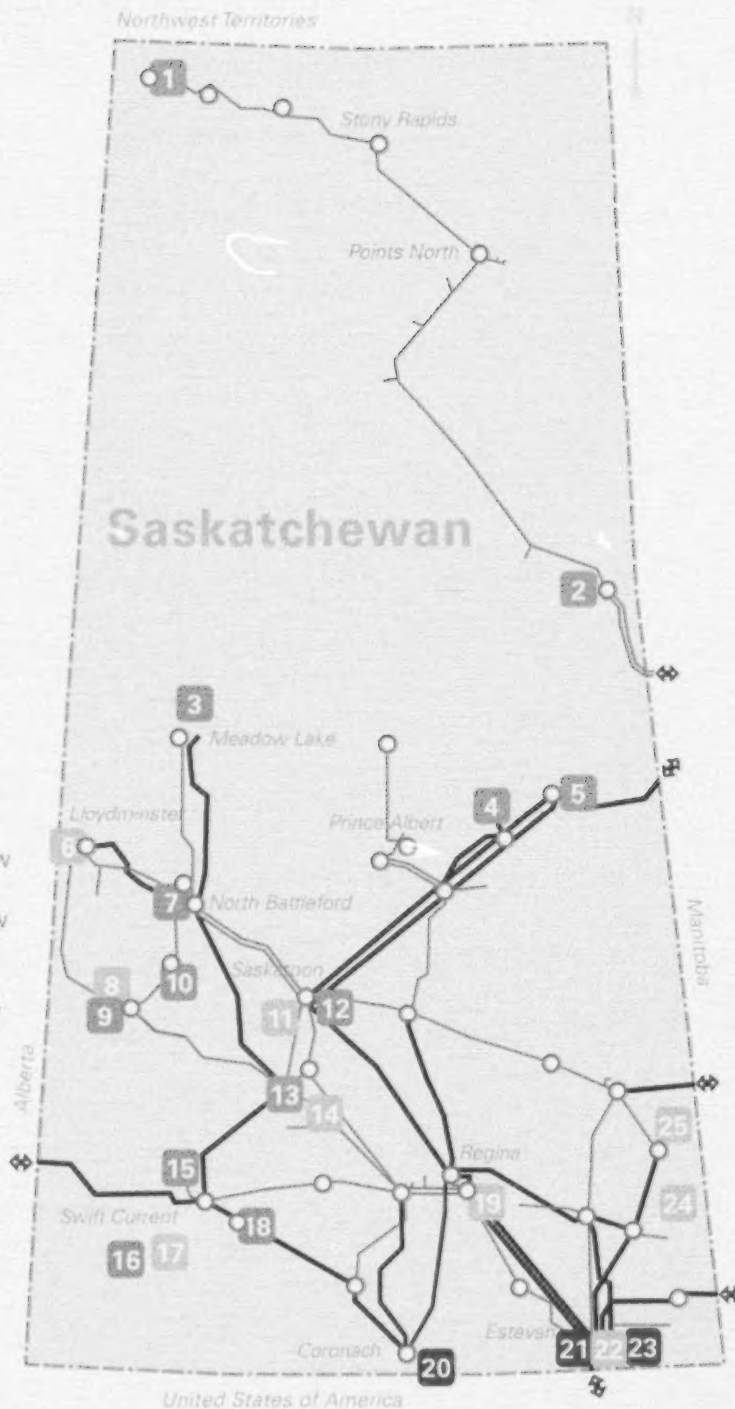 Northwest Territories
N
1
Stony Rapids
Points North
Saskatchewan
2
3
Meadow Lake
5
4
Lloydminster
Prince Albert
6
7
North Battleford
Manitoba
10
Saskatoon
8
9
11
12
Alberta
13
14
25
Regina
15
19
24
Swift Current
18
16
17
Estevan
21
22
23
Coronach
20
United States of America